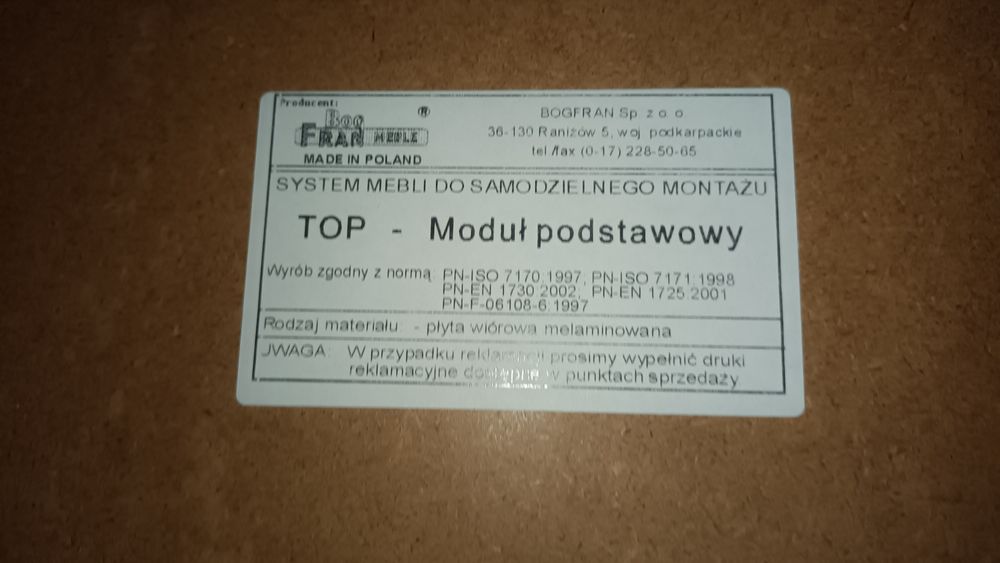 Producent:
Bog
FRAN MEBLE ®
MADE IN POLAND
BOGFRAN Sp. z o. o
36-130 Raniżów 5, woj. podkarpackie
tel./fax (0-17) 228-50-65
SYSTEM MEBLI DO SAMODZIELNEGO MONTAŻU
TOP - Moduł podstawowy
Wyrób zgodny z normą: PN-ISO 7170:1997, PN-ISO 7171:1998
PN-EN 1730:2002, PN-EN 1725:2001
PN-F-06108-6:1997
Rodzaj materiału: - płyta wiórowa melaminowana
UWAGA: W przypadku reklamacji prosimy wypełnić druki
reklamacyjne dostępne w punktach sprzedaży